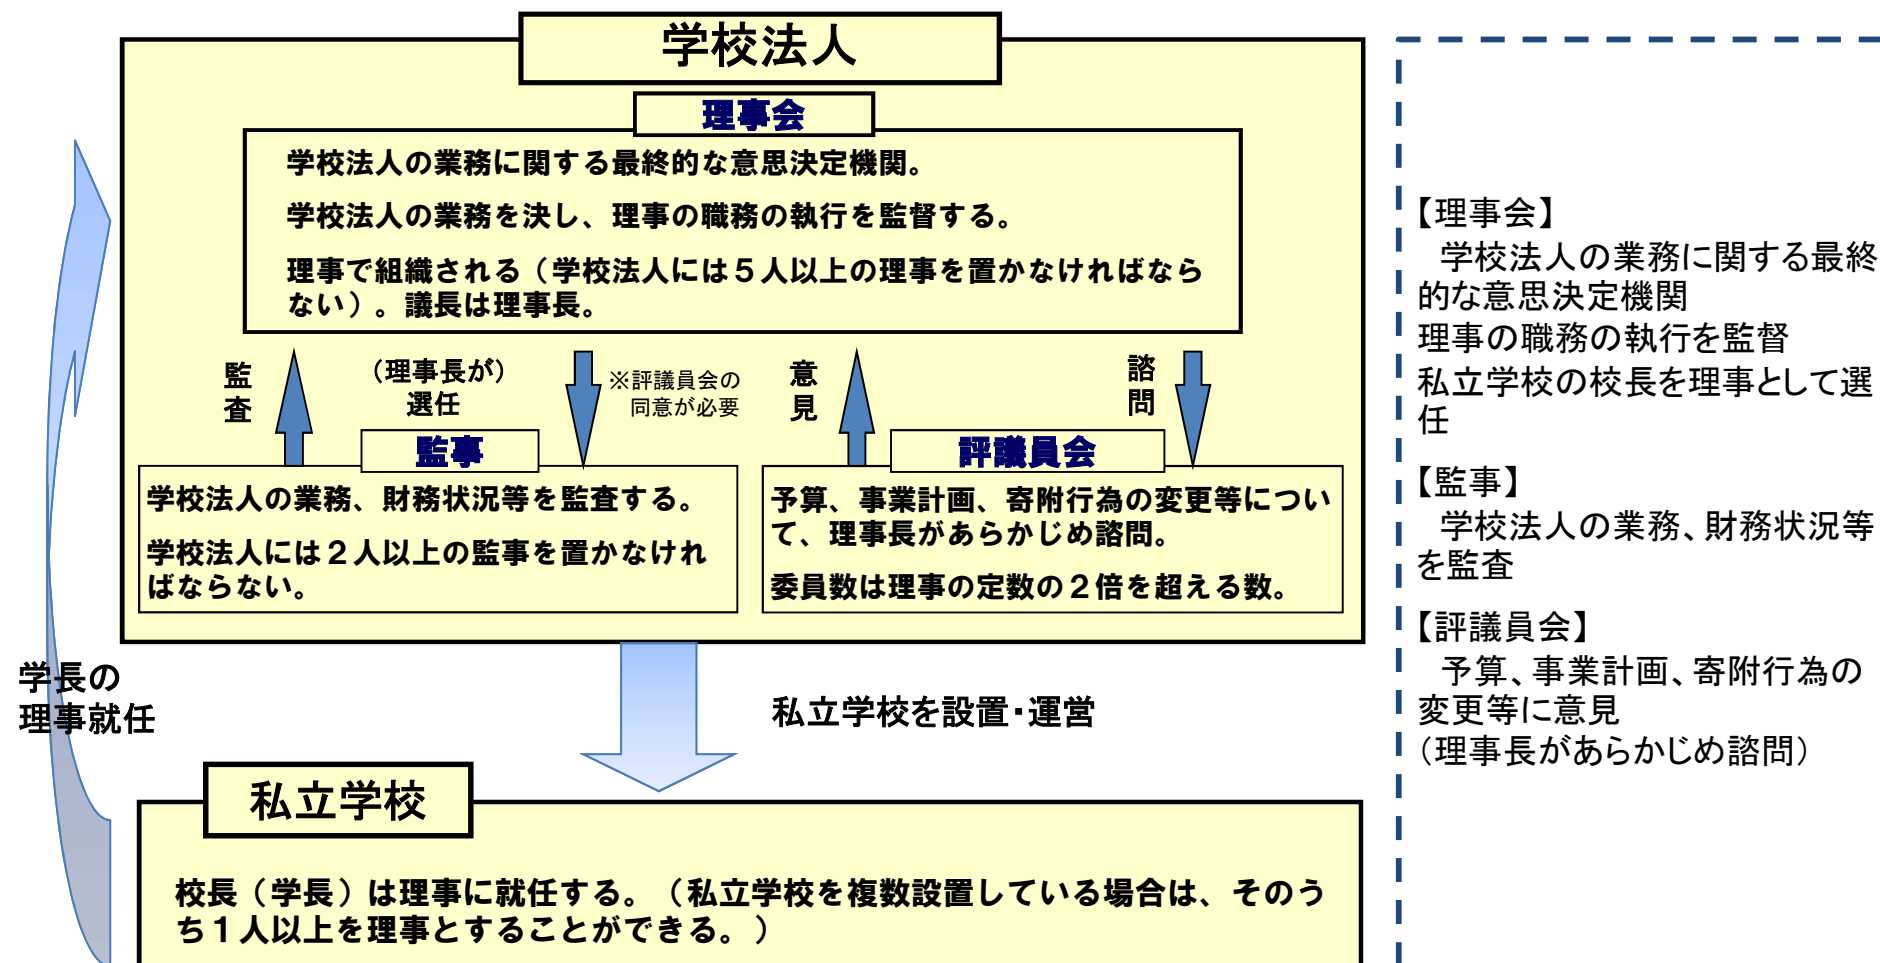 学校法人
理事会
学校法人の業務に関する最終的な意思決定機関。
学校法人の業務を決し、理事の職務の執行を監督する。
理事で組織される（学校法人には５人以上の理事を置かなければなら
ない）。議長は理事長。
監査
（理事長が）
選任
※評議員会の
同意が必要
意見
諮問
監事
学校法人の業務、財務状況等を監査する。
学校法人には２人以上の監事を置かなけれ
ばならない。
評議員会
予算、事業計画、寄附行為の変更等につい
て、理事長があらかじめ諮問。
委員数は理事の定数の２倍を超える数。
学長の
理事就任
私立学校を設置・運営
私立学校
校長（学長）は理事に就任する。（私立学校を複数設置している場合は、そのう
ち１人以上を理事とすることができる。）
【理事会】
学校法人の業務に関する最終
的な意思決定機関
理事の職務の執行を監督
私立学校の校長を理事として選
任
【監事】
学校法人の業務、財務状況等
を監査
【評議員会】
予算、事業計画、寄附行為の
変更等に意見
（理事長があらかじめ諮問）